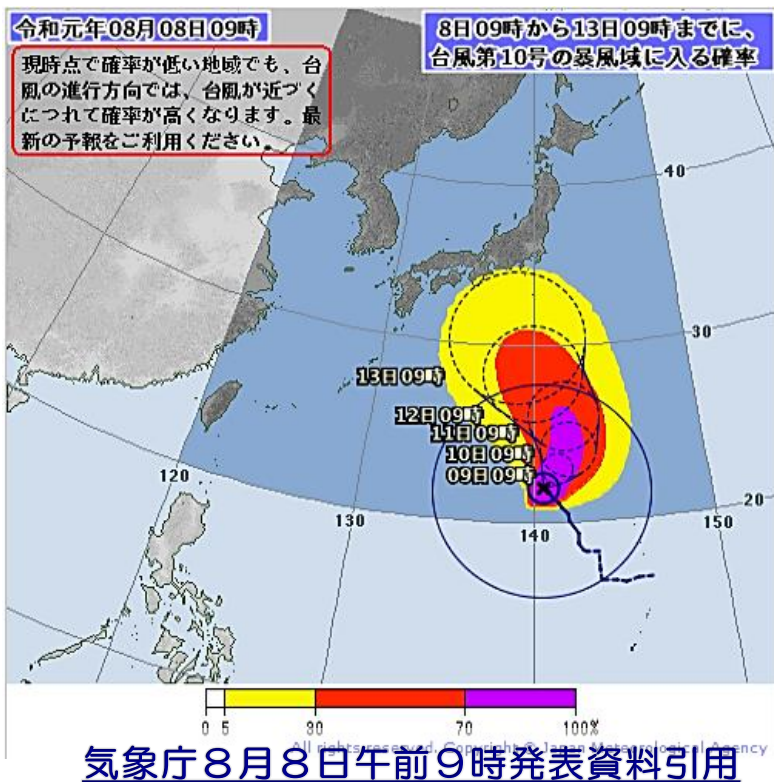 令和元年08月08日09時
8日09時から13日09時までに、
台風第10号の暴風域に入る確率
現時点で確率が低い地域でも、台
風の進行方向では、台風が近づく
につれて確率が高くなります。最
新の予報をご利用ください。
40
30
13日09時
12日09時
11日09時
10日09時
09日09時
120
130
140
150
20
0 5 30 70 100%
All rights reserved. Copyright © Japan Meteorological Agency
気象庁８月８日午前９時発表資料引用